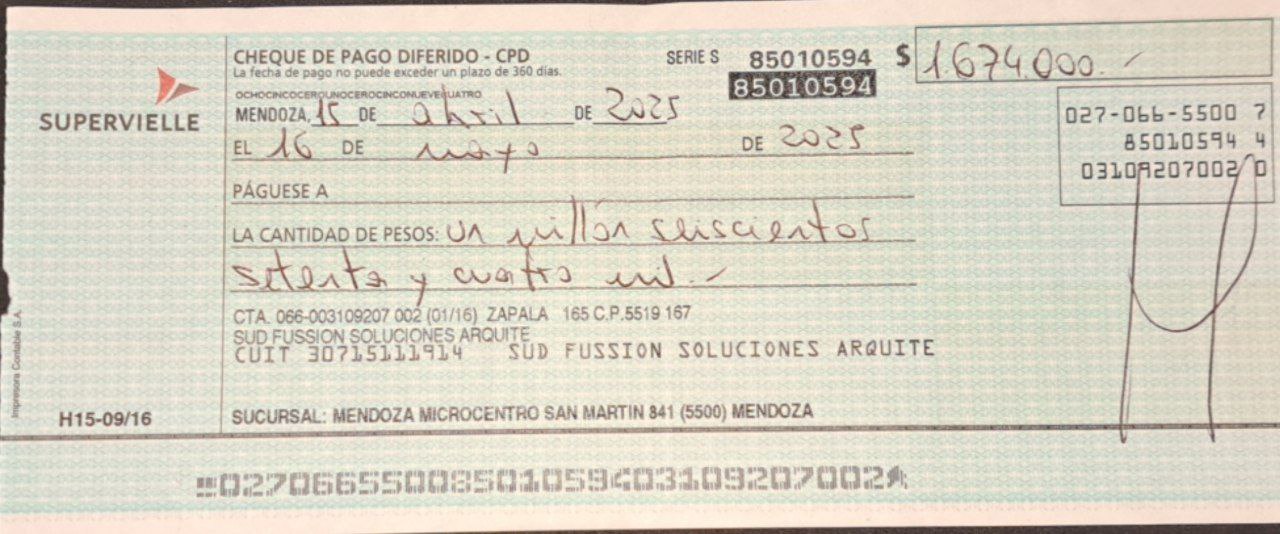 CHEQUE DE PAGO DIFERIDO - CPD
La fecha de pago no puede exceder un plazo de 360 días.
SERIE S 85010594
85010594
$ 1.674.000.-
OCHOCINCOCEROUNOCEROCINCONUEVECUATRO
MENDOZA, 15 DE abril DE 2025
EL 16 DE mayo DE 2025
SUPERVIELLE
027-066-5500 7
85010594 4
03109207002 0
PÁGUESE A
LA CANTIDAD DE PESOS: un millón seiscientos
setenta y cuatro mil.-
CTA. 066-003109207 002 (01/16) ZAPALA 165 C.P.5519 167
SUD FUSSION SOLUCIONES ARQUITE
CUIT 30715111914 SUD FUSSION SOLUCIONES ARQUITE
Impresora Contable S.A.
H15-09/16
SUCURSAL: MENDOZA MICROCENTRO SAN MARTIN 841 (5500) MENDOZA
02706655008501059403109207002